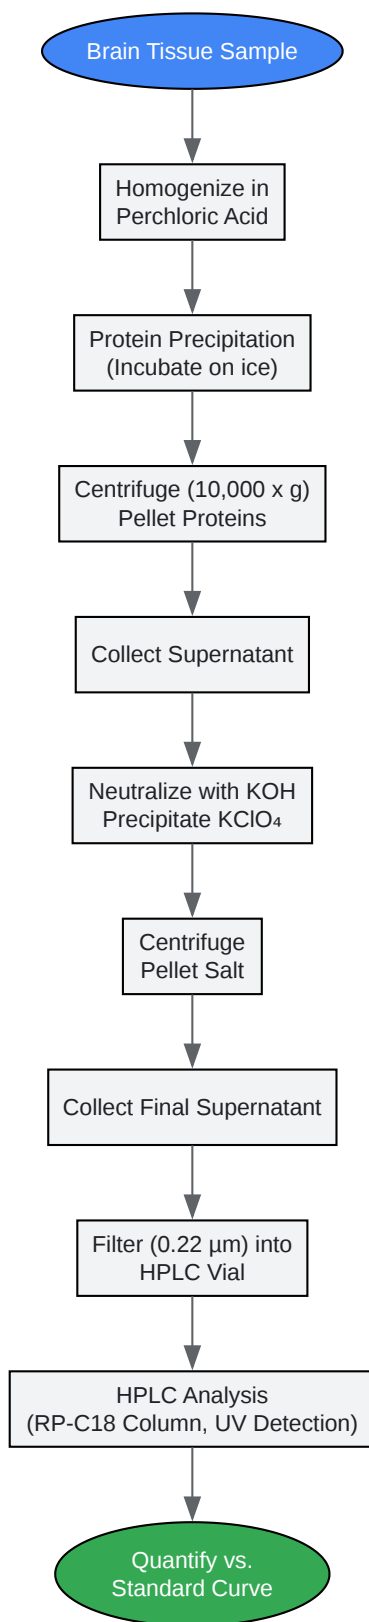 Brain Tissue Sample
Homogenize in
Perchloric Acid
Protein Precipitation
(Incubate on ice)
Centrifuge (10,000 x g)
Pellet Proteins
Collect Supernatant
Neutralize with KOH
Precipitate KClO₄
Centrifuge
Pellet Salt
Collect Final Supernatant
Filter (0.22 µm) into
HPLC Vial
HPLC Analysis
(RP-C18 Column, UV Detection)
Quantify vs.
Standard Curve